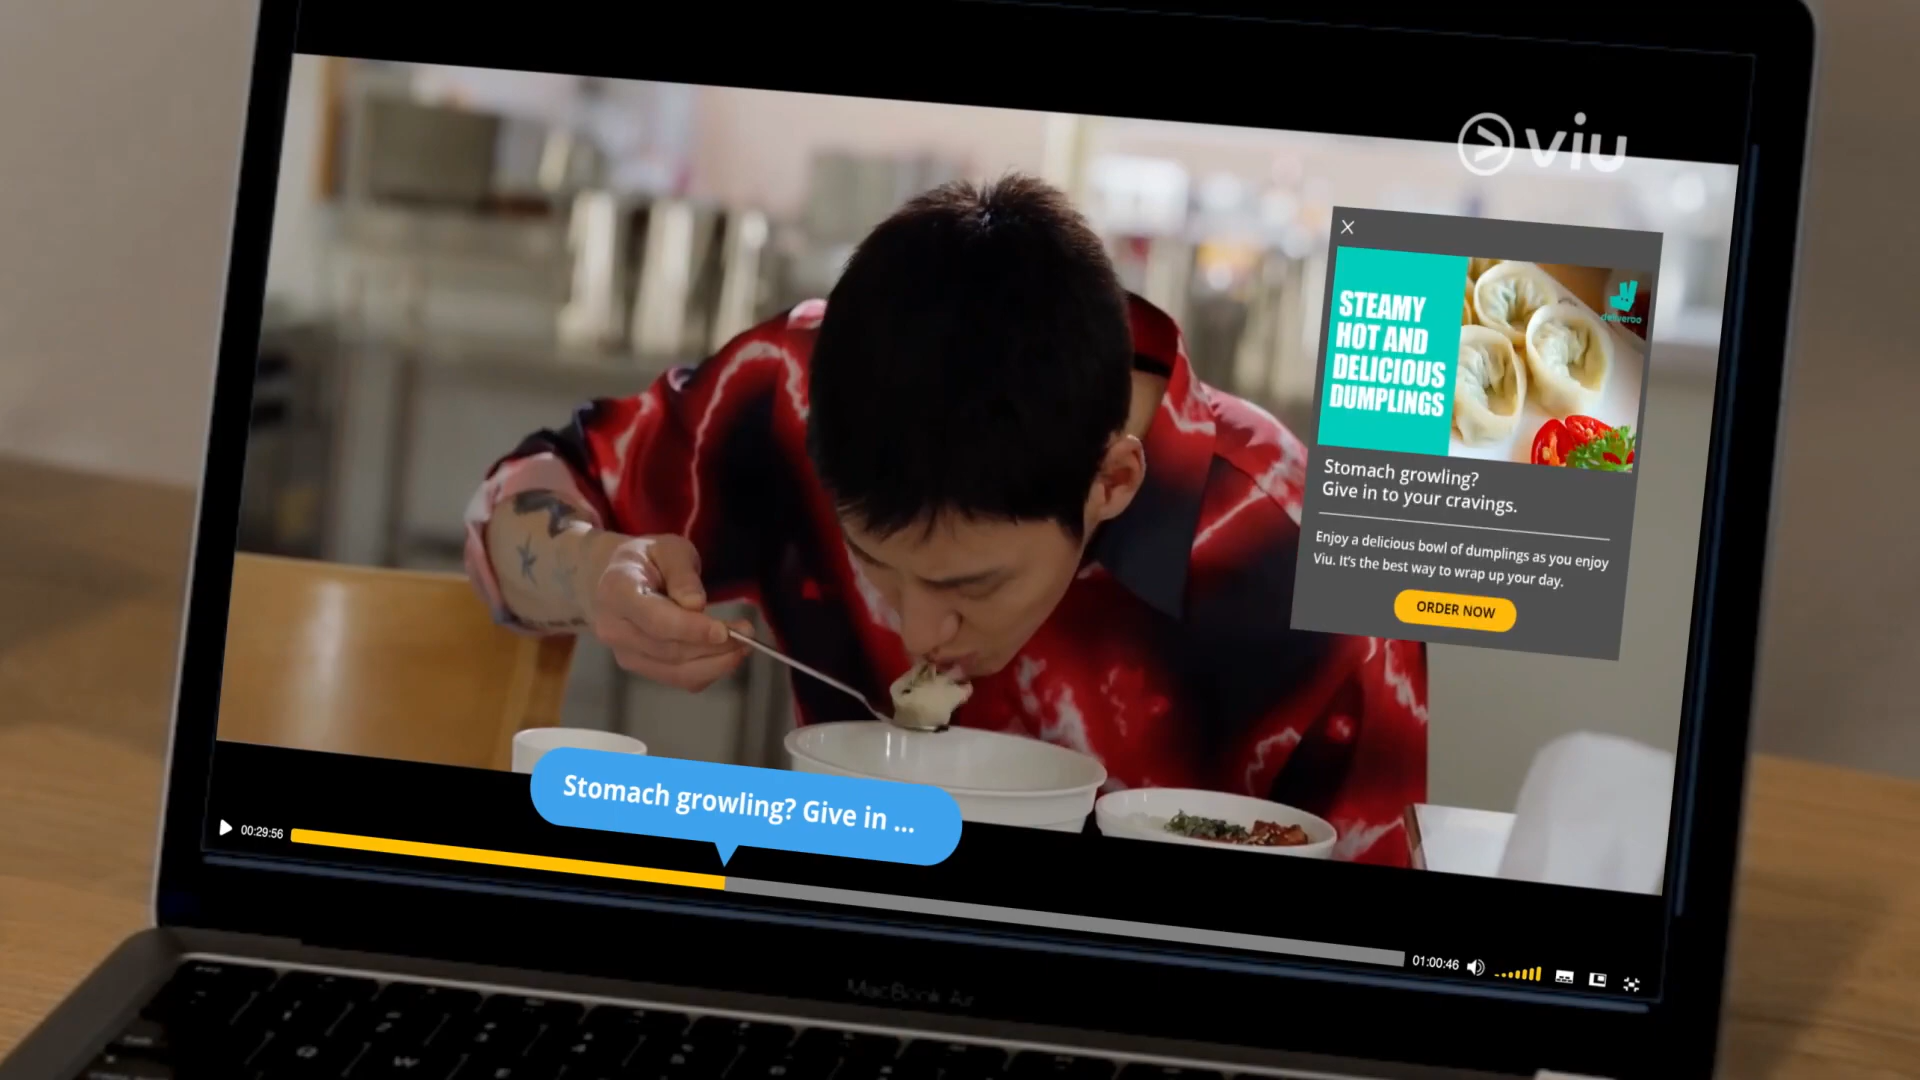 viu
STEAMY
HOT AND
DELICIOUS
DUMPLINGS
deliveroo
Stomach growling?
Give in to your cravings.
Enjoy a delicious bowl of dumplings as you enjoy
Viu. It's the best way to wrap up your day.
ORDER NOW
Stomach growling? Give in ...
00:29:56
01:00:46
MacBook Air